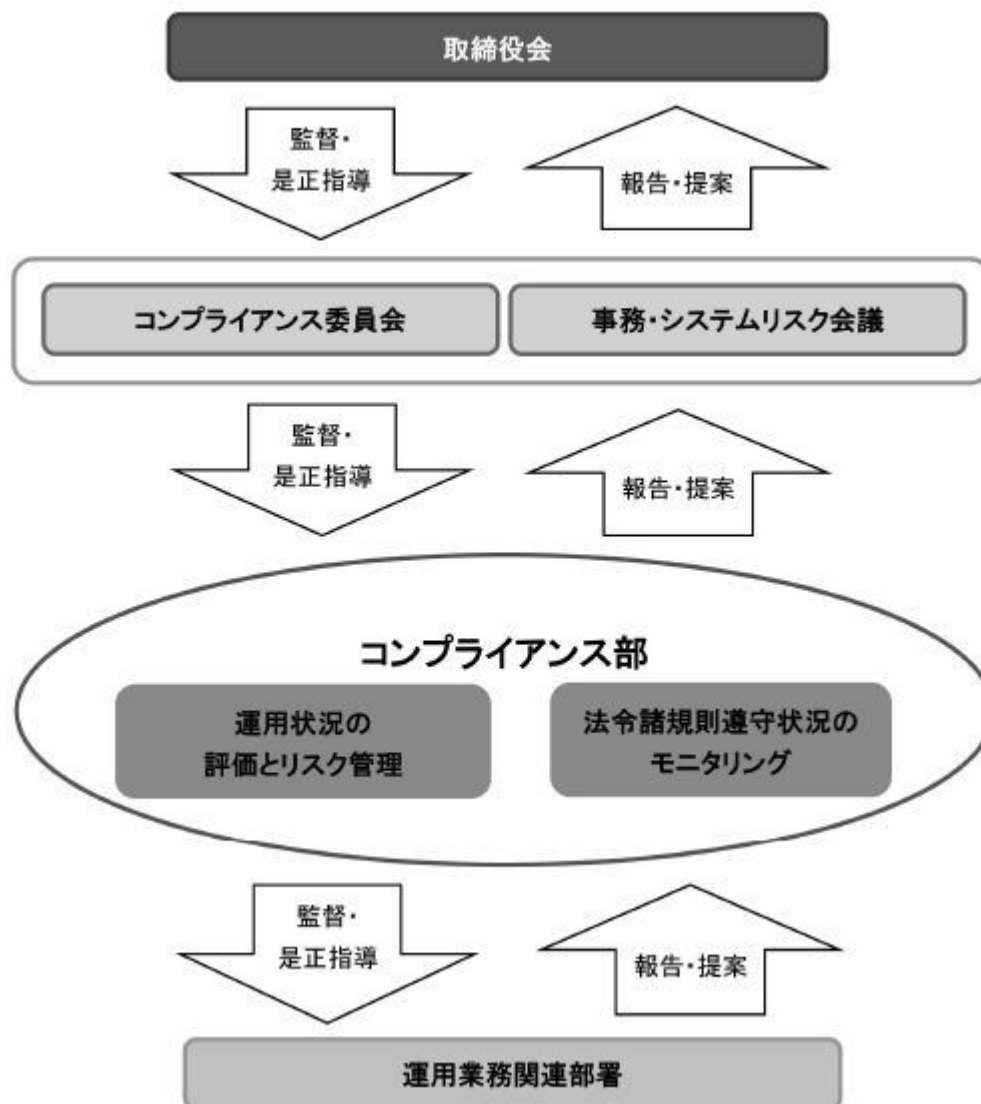 取締役会
監督・
是正指導
報告・提案
コンプライアンス委員会
事務・システムリスク会議
監督・
是正指導
報告・提案
コンプライアンス部
運用状況の
評価とリスク管理
法令諸規則遵守状況の
モニタリング
監督・
是正指導
報告・提案
運用業務関連部署